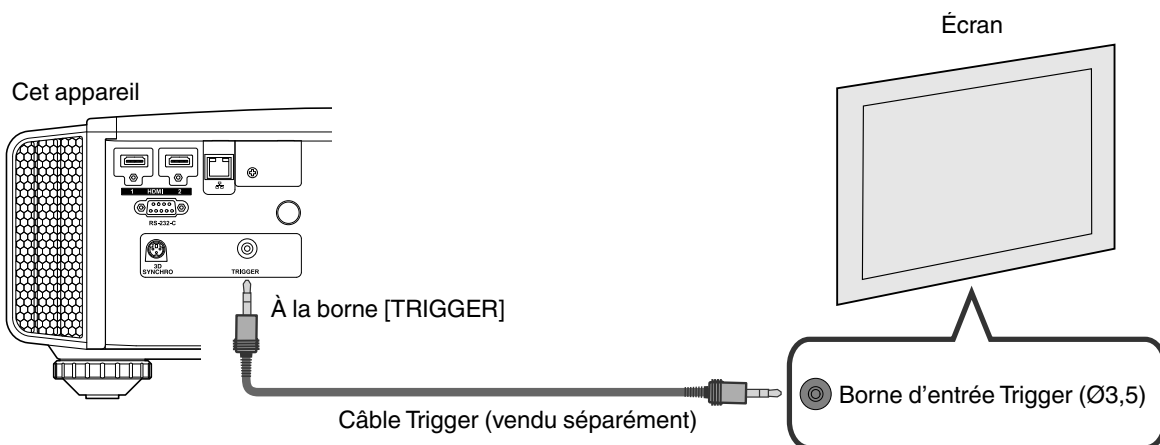 Écran
Cet appareil
1 HDMI 2
RS-232-C
3D
SYNCHRO
TRIGGER
À la borne [TRIGGER]
Borne d'entrée Trigger (Ø3,5)
Câble Trigger (vendu séparément)